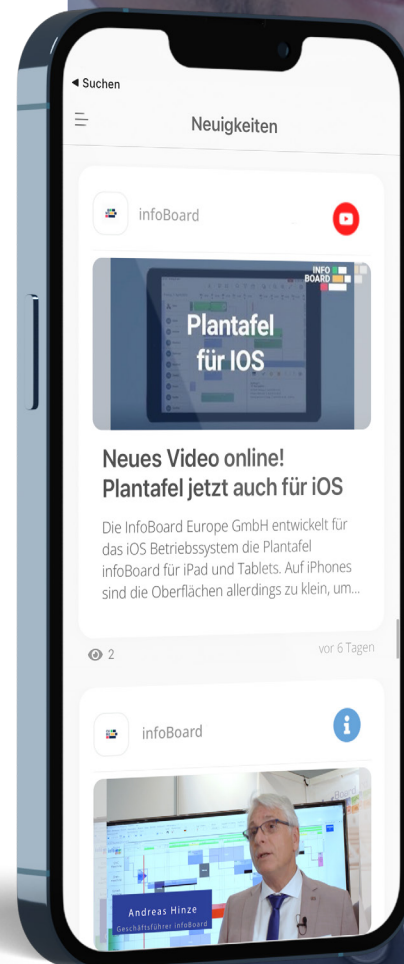 ◀ Suchen
Neuigkeiten
infoBoard
INFO
BOARD
Plantafel
für IOS
Neues Video online!
Plantafel jetzt auch für iOS
Die InfoBoard Europe GmbH entwickelt für
das iOS Betriebssystem die Plantafel
infoBoard für iPad und Tablets. Auf iPhones
sind die Oberflächen allerdings zu klein, um...
2
vor 6 Tagen
infoBoard
Andreas Hinze
Geschäftsführer infoBoard